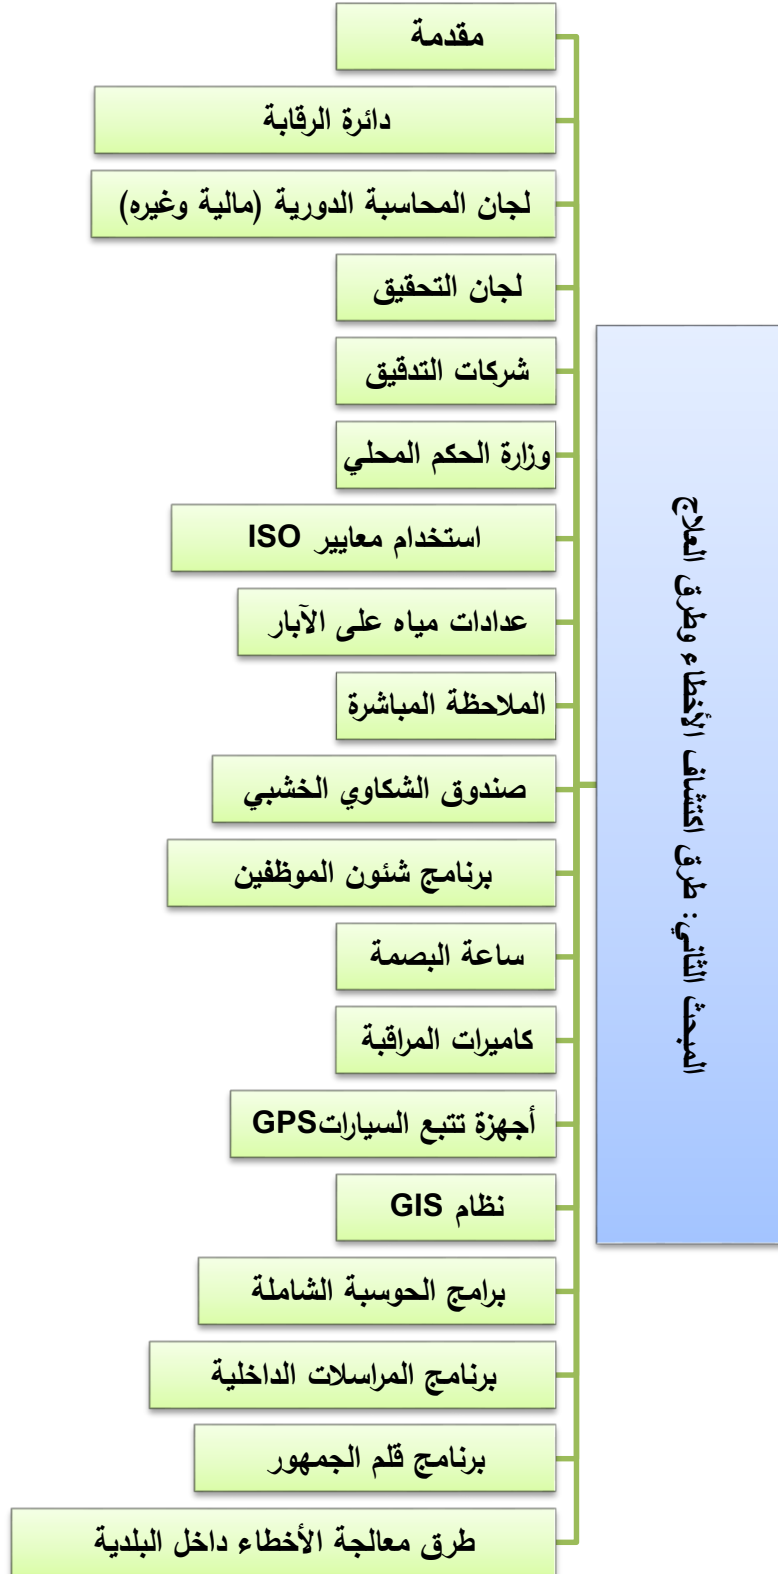 المبحث الثاني: طرق اكتشاف الأخطاء وطرق العلاج
مقدمة
دائرة الرقابة
لجان المحاسبة الدورية (مالية وغيره)
لجان التحقيق
شركات التدقيق
وزارة الحكم المحلي
استخدام معايير ISO
عدادات مياه على الآبار
الملاحظة المباشرة
صندوق الشكاوي الخشبي
برنامج شئون الموظفين
ساعة البصمة
كاميرات المراقبة
أجهزة تتبع السياراتGPS
نظام GIS
برامج الحوسبة الشاملة
برنامج المراسلات الداخلية
برنامج قلم الجمهور
طرق معالجة الأخطاء داخل البلدية